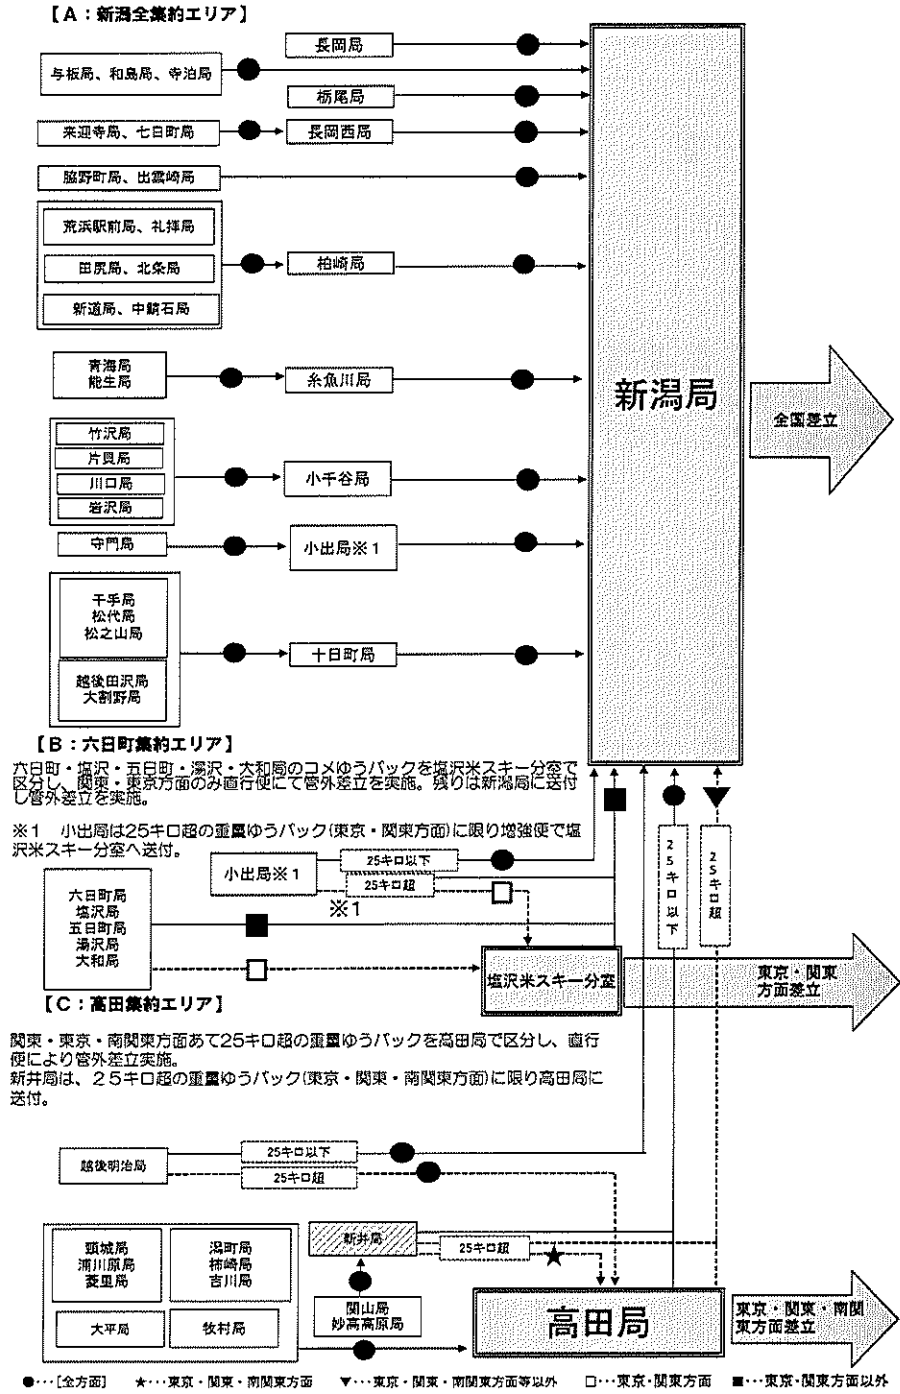 【A：新潟全集約エリア】
長岡局
与板局、和島局、寺泊局
栃尾局
来迎寺局、七日町局
長岡西局
脇野町局、出雲崎局
荒浜駅前局、礼拝局
田尻局、北条局
柏崎局
新道局、中鯖石局
青海局
能生局
糸魚川局
新潟局
全国差立
竹沢局
片貝局
川口局
岩沢局
小千谷局
守門局
小出局※1
千手局
松代局
松之山局
越後田沢局
大割野局
十日町局
【B：六日町集約エリア】
六日町・塩沢・五日町・湯沢・大和局のコメゆうパックを塩沢米スキー分室で
区分し、関東・東京方面のみ直行便にて管外差立を実施。残りは新潟局に送付
し管外差立を実施。
※1　小出局は25キロ超の重量ゆうパック(東京・関東方面)に限り増強便で塩
沢米スキー分室へ送付。
小出局※1
25キロ以下
25キロ超
※1
25キロ以下
25キロ超
六日町局
塩沢局
五日町局
湯沢局
大和局
塩沢米スキー分室
東京・関東
方面差立
【C：高田集約エリア】
関東・東京・南関東方面あて25キロ超の重量ゆうパックを高田局で区分し、直行
便により管外差立実施。
新井局は、２５キロ超の重量ゆうパック(東京・関東・南関東方面)に限り高田局に
送付。
越後明治局
25キロ以下
25キロ超
頸城局
浦川原局
菱里局
潟町局
柿崎局
吉川局
大平局
牧村局
新井局
25キロ超
関山局
妙高高原局
高田局
東京・関東・南関
東方面差立
●･･･[全方面]　★･･･東京・関東・南関東方面　▼･･･東京・関東・南関東方面等以外　□･･･東京・関東方面　■･･･東京・関東方面以外